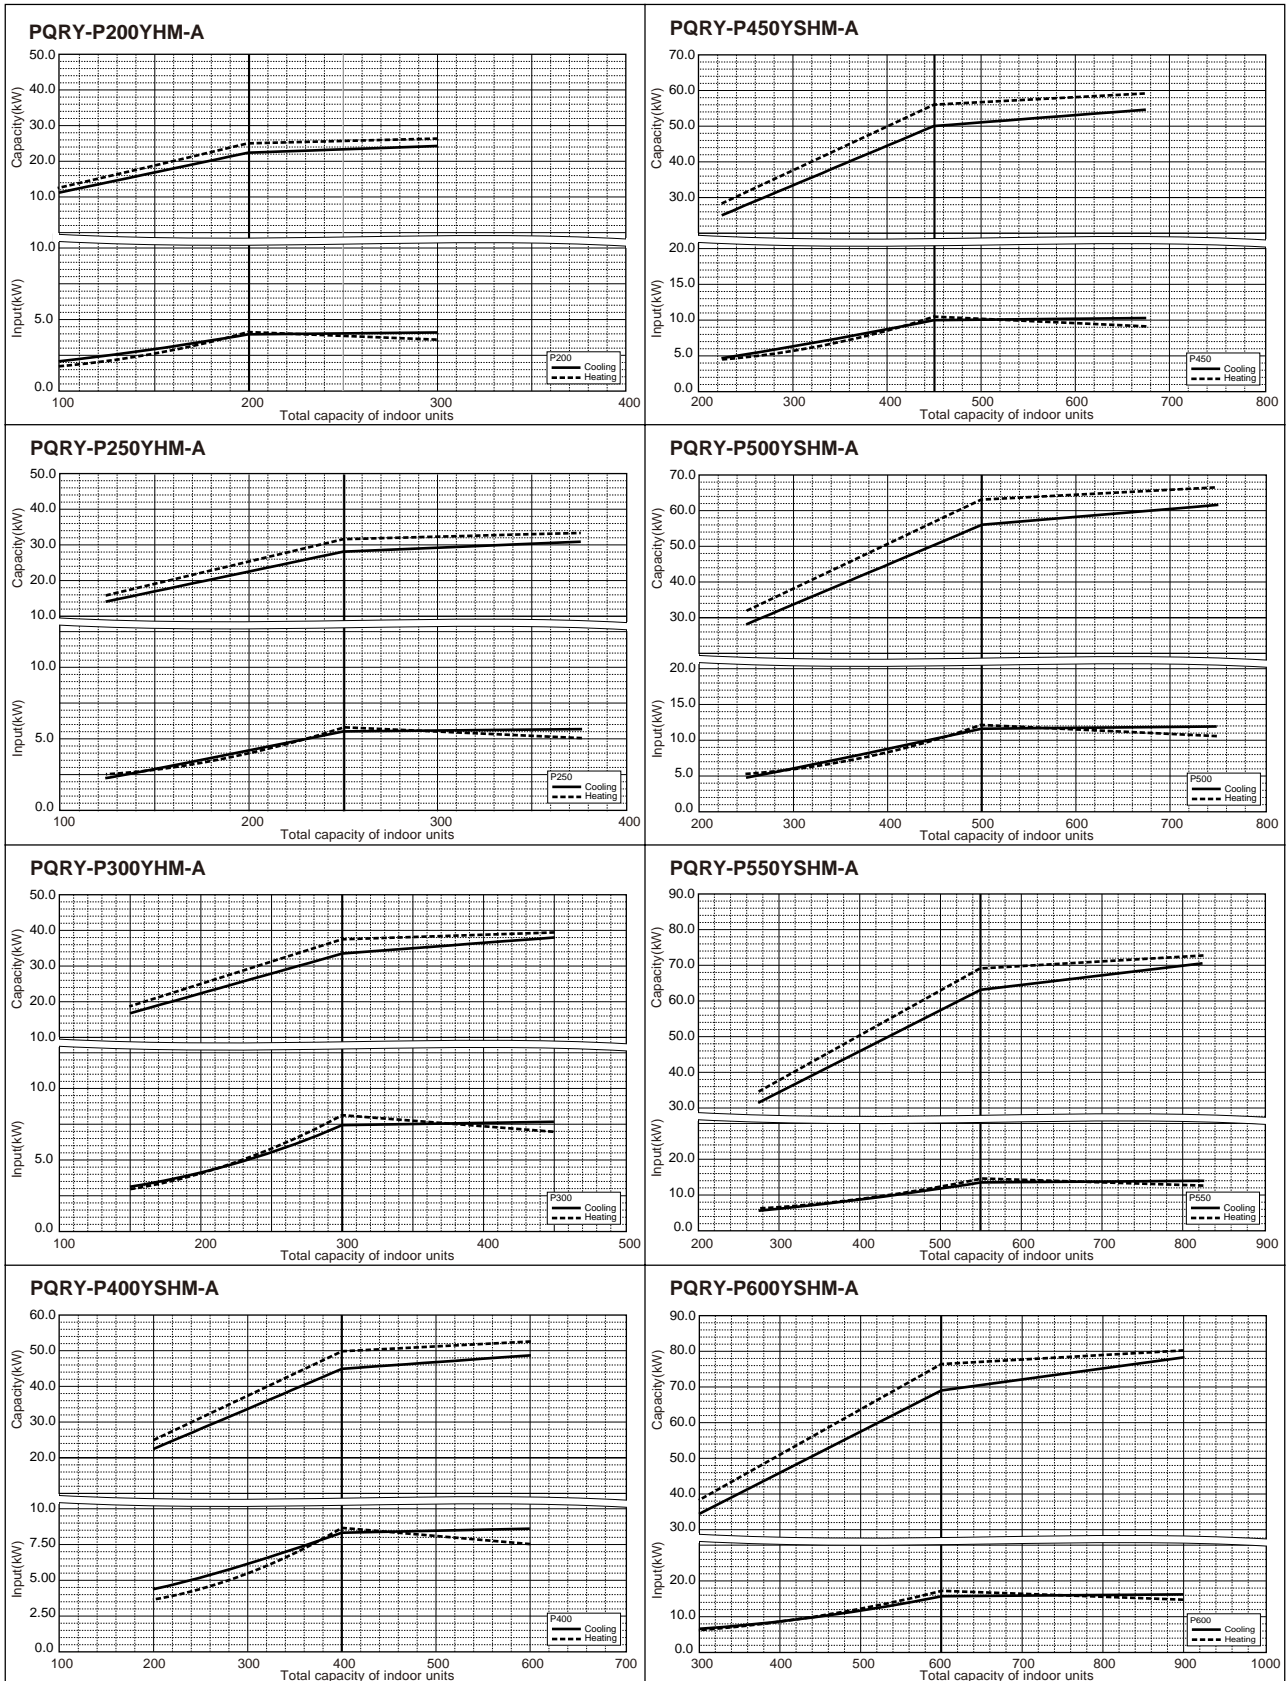 PQRY-P200YHM-A
Capacity(kW)
50.0
40.0
30.0
20.0
10.0
Input(kW)
10.0
5.0
0.0
P200
Cooling
Heating
100 200 300 400
Total capacity of indoor units
PQRY-P450YSHM-A
Capacity(kW)
70.0
60.0
50.0
40.0
30.0
Input(kW)
20.0
15.0
10.0
5.0
0.0
P450
Cooling
Heating
200 300 400 500 600 700 800
Total capacity of indoor units
PQRY-P250YHM-A
Capacity(kW)
50.0
40.0
30.0
20.0
10.0
Input(kW)
10.0
5.0
0.0
P250
Cooling
Heating
100 200 300 400
Total capacity of indoor units
PQRY-P500YSHM-A
Capacity(kW)
70.0
60.0
50.0
40.0
30.0
Input(kW)
20.0
15.0
10.0
5.0
0.0
P500
Cooling
Heating
200 300 400 500 600 700 800
Total capacity of indoor units
PQRY-P300YHM-A
Capacity(kW)
50.0
40.0
30.0
20.0
10.0
Input(kW)
10.0
5.0
0.0
P300
Cooling
Heating
100 200 300 400 500
Total capacity of indoor units
PQRY-P550YSHM-A
Capacity(kW)
90.0
80.0
70.0
60.0
50.0
40.0
30.0
Input(kW)
20.0
10.0
0.0
P550
Cooling
Heating
200 300 400 500 600 700 800 900
Total capacity of indoor units
PQRY-P400YSHM-A
Capacity(kW)
60.0
50.0
40.0
30.0
20.0
Input(kW)
10.0
7.50
5.00
2.50
0.0
P400
Cooling
Heating
100 200 300 400 500 600 700
Total capacity of indoor units
PQRY-P600YSHM-A
Capacity(kW)
90.0
80.0
70.0
60.0
50.0
40.0
30.0
Input(kW)
20.0
10.0
0.0
P600
Cooling
Heating
300 400 500 600 700 800 900 1000
Total capacity of indoor units